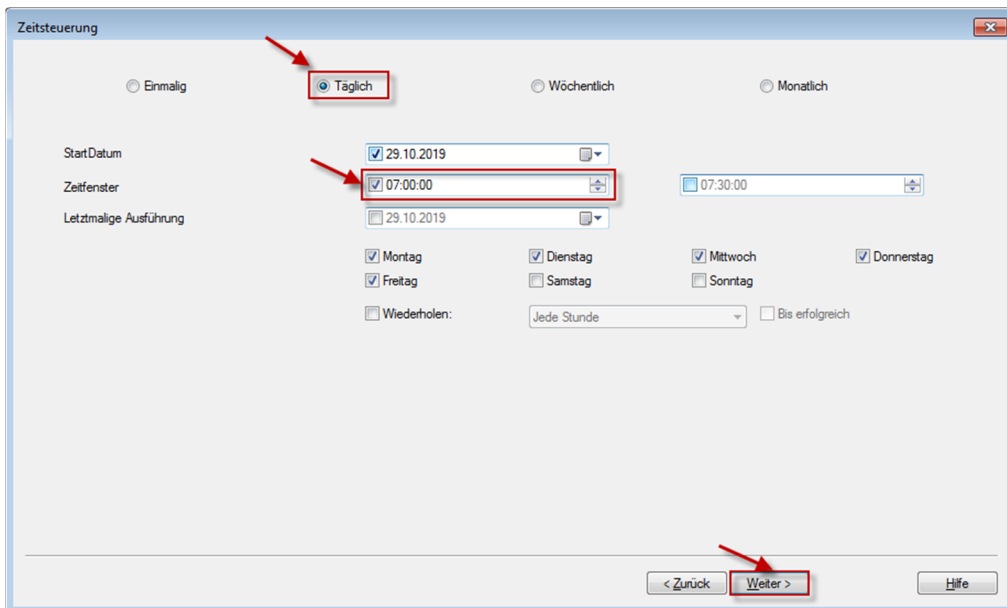 Zeitsteuerung
Einmalig Täglich Wöchentlich Monatlich
StartDatum 29.10.2019
Zeitfenster 07:00:00 07:30:00
Letztmalige Ausführung 29.10.2019
Montag Dienstag Mittwoch Donnerstag
Freitag Samstag Sonntag
Wiederholen: Jede Stunde Bis erfolgreich
< Zurück Weiter > Hilfe